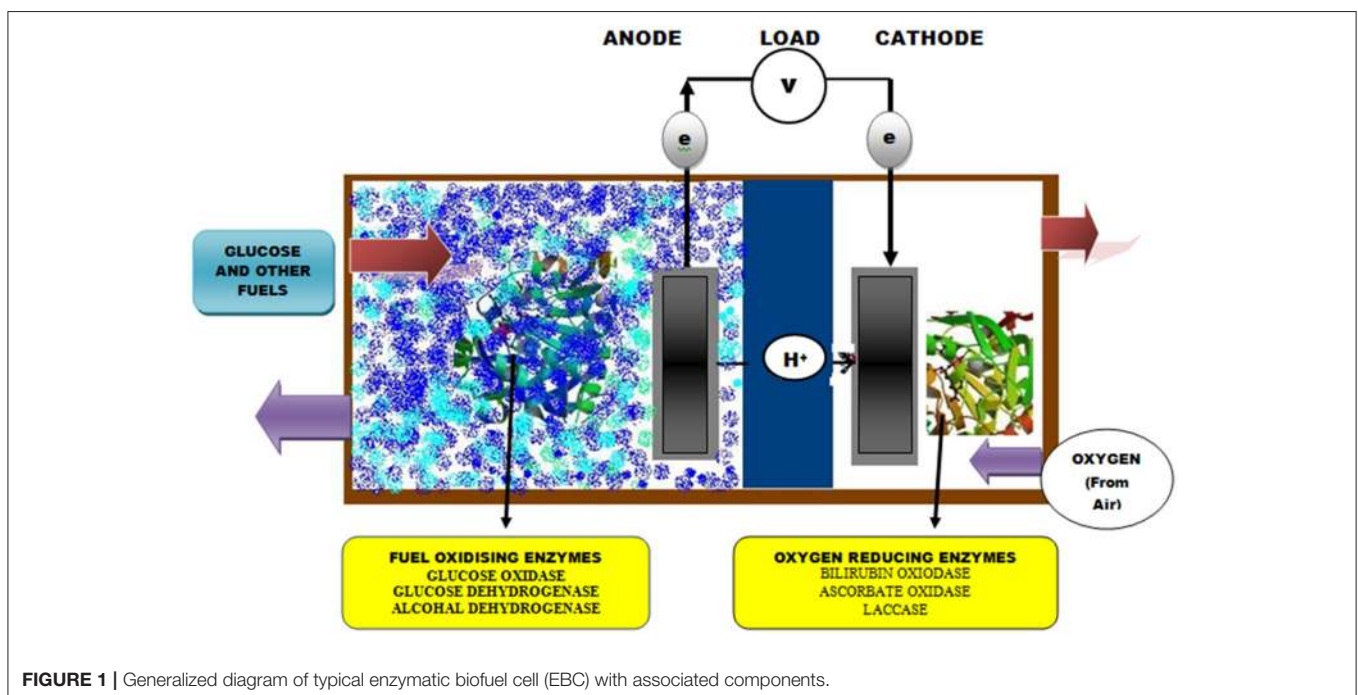 ANODE LOAD CATHODE
V
e e
GLUCOSE
AND OTHER
FUELS
H+
OXYGEN
(From
Air)
FUEL OXIDISING ENZYMES
GLUCOSE OXIDASE
GLUCOSE DEHYDROGENASE
ALCOHAL DEHYDROGENASE
OXYGEN REDUCING ENZYMES
BILIRUBIN OXIODASE
ASCORBATE OXIDASE
LACCASE
FIGURE 1 | Generalized diagram of typical enzymatic biofuel cell (EBC) with associated components.